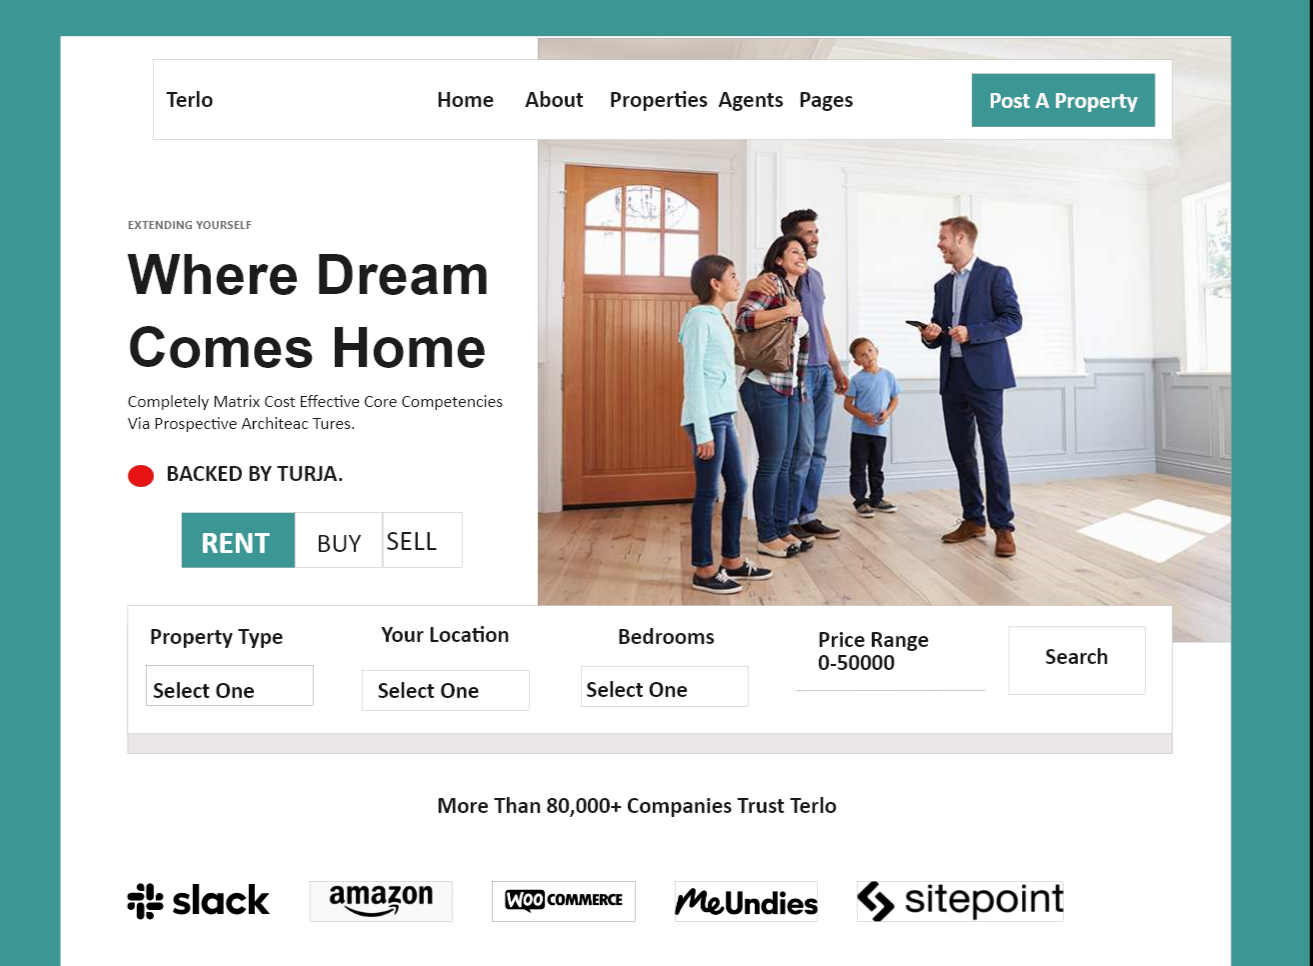 Terlo
Home About Properties Agents Pages
Post A Property
EXTENDING YOURSELF
Where Dream
Comes Home
Completely Matrix Cost Effective Core Competencies
Via Prospective Architeac Tures.
BACKED BY TURJA.
RENT BUY SELL
Property Type
Select One
Your Location
Select One
Bedrooms
Select One
Price Range
0-50000
Search
More Than 80,000+ Companies Trust Terlo
slack
amazon
WOO COMMERCE
MeUndies
sitepoint